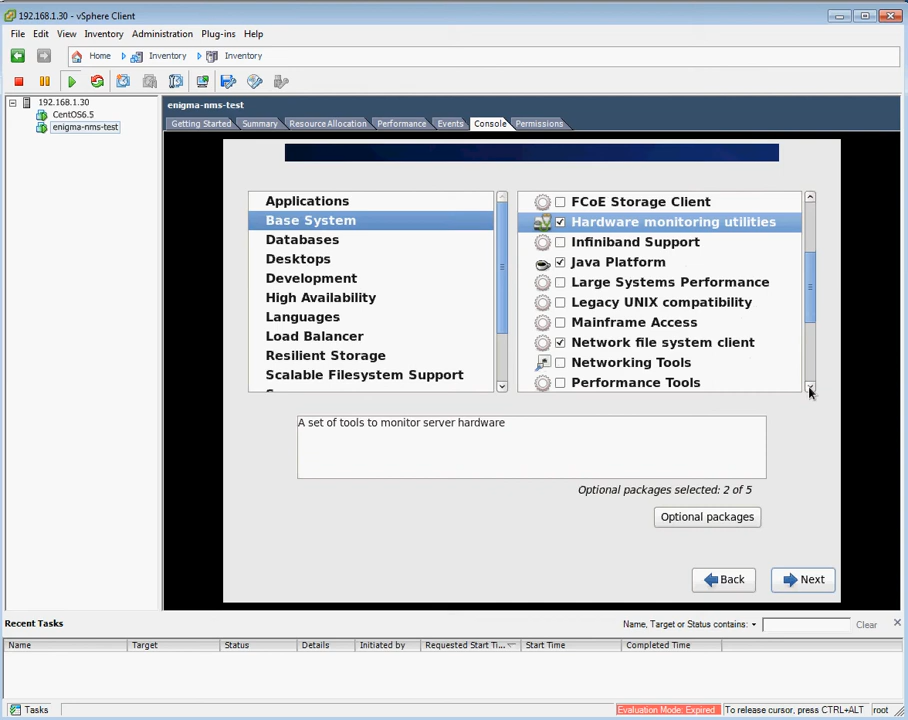 192.168.1.30 - vSphere Client
File Edit View Inventory Administration Plug-ins Help
Home Inventory Inventory
192.168.1.30
CentOS6.5
enigma-nms-test
enigma-nms-test
Getting Started Summary Resource Allocation Performance Events Console Permissions
Applications
Base System
Databases
Desktops
Development
High Availability
Languages
Load Balancer
Resilient Storage
Scalable Filesystem Support
FCoE Storage Client
Hardware monitoring utilities
Infiniband Support
Java Platform
Large Systems Performance
Legacy UNIX compatibility
Mainframe Access
Network file system client
Networking Tools
Performance Tools
A set of tools to monitor server hardware
Optional packages selected: 2 of 5
Optional packages
Back Next
Recent Tasks
Name, Target or Status contains: Clear
Name Target Status Details Initiated by Requested Start Ti... Start Time Completed Time
Tasks Evaluation Mode: Expired To release cursor, press CTRL+ALT root